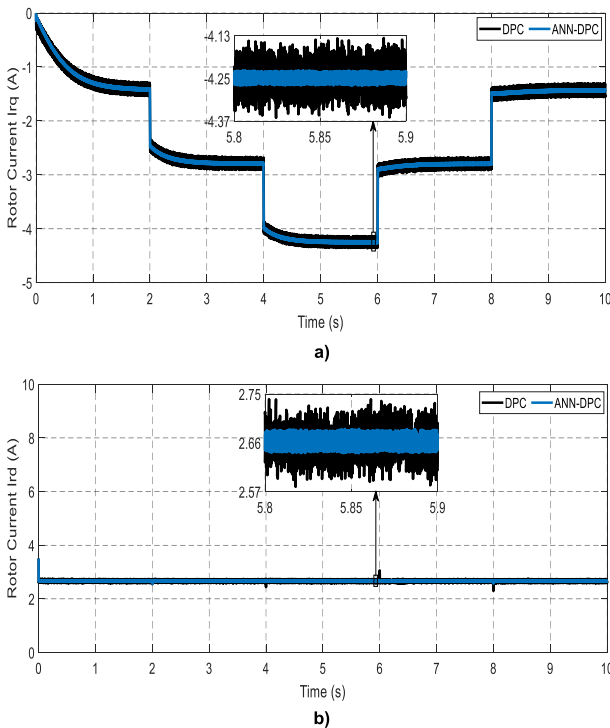 DPC ANN-DPC
-4.13
-4.25
-4.37
5.8 5.85 5.9
0
-1
-2
-3
-4
-5
Rotor Current Irq (A)
0 1 2 3 4 5 6 7 8 9 10
Time (s)
a)
DPC ANN-DPC
2.75
2.66
2.57
5.8 5.85 5.9
10
8
6
4
2
0
Rotor Current Ird (A)
0 1 2 3 4 5 6 7 8 9 10
Time (s)
b)